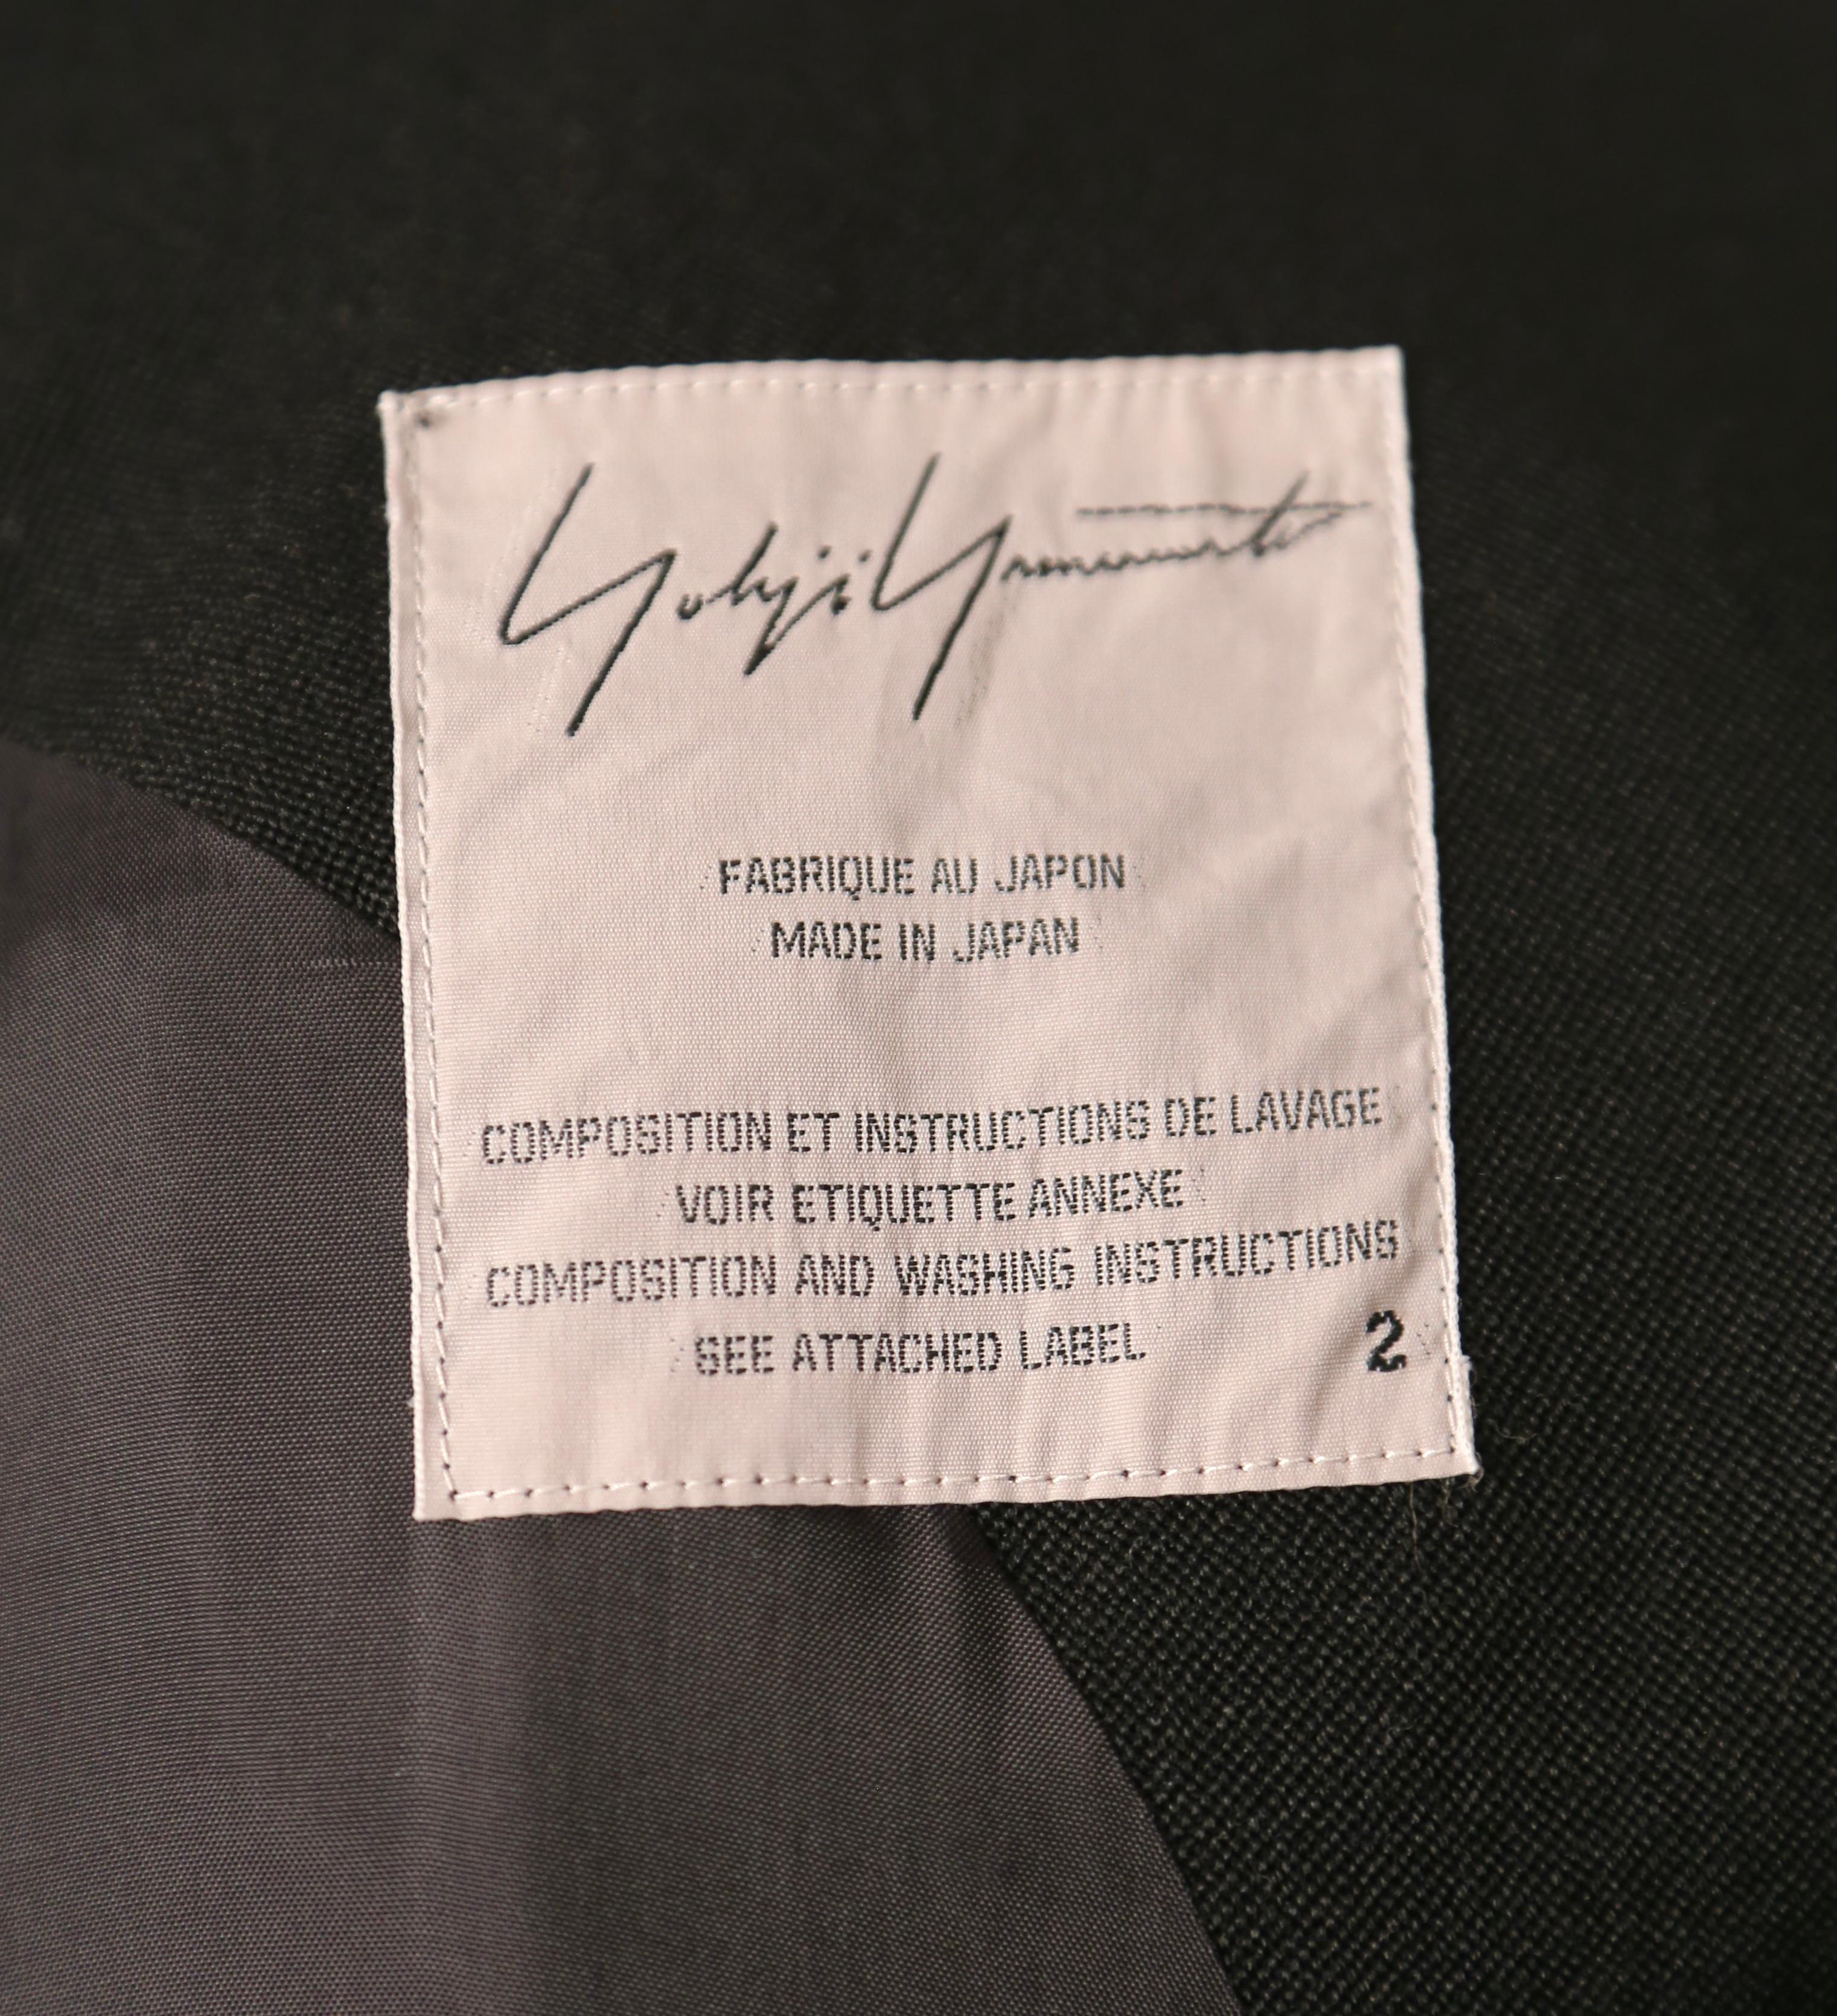 Yohji Yamamoto
FABRIQUE AU JAPON
MADE IN JAPAN
COMPOSITION ET INSTRUCTIONS DE LAVAGE
VOIR ETIQUETTE ANNEXE
COMPOSITION AND WASHING INSTRUCTIONS
SEE ATTACHED LABEL
2